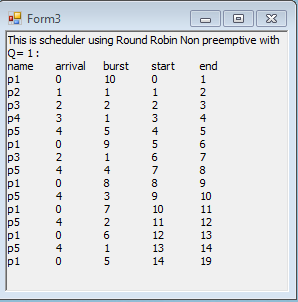 Form3
This is scheduler using Round Robin Non preemptive with
Q= 1 :
name arrival burst start end
p1 0 10 0 1
p2 1 1 1 2
p3 2 2 2 3
p4 3 1 3 4
p5 4 5 4 5
p1 0 9 5 6
p3 2 1 6 7
p5 4 4 7 8
p1 0 8 8 9
p5 4 3 9 10
p1 0 7 10 11
p5 4 2 11 12
p1 0 6 12 13
p5 4 1 13 14
p1 0 5 14 19